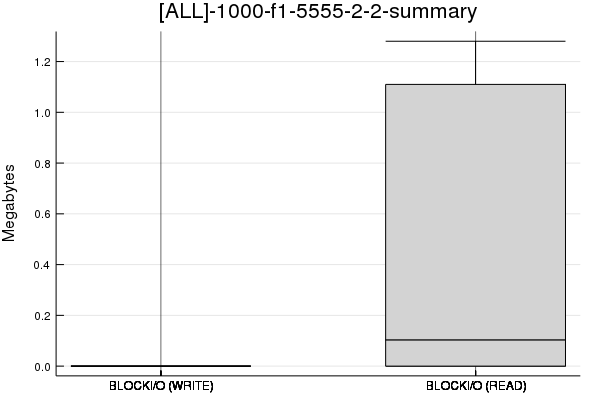 [ALL]-1000-f1-5555-2-2-summary
Megabytes
1.2
1.0
0.8
0.6
0.4
0.2
0.0
BLOCKI/O (WRITE)
BLOCKI/O (READ)